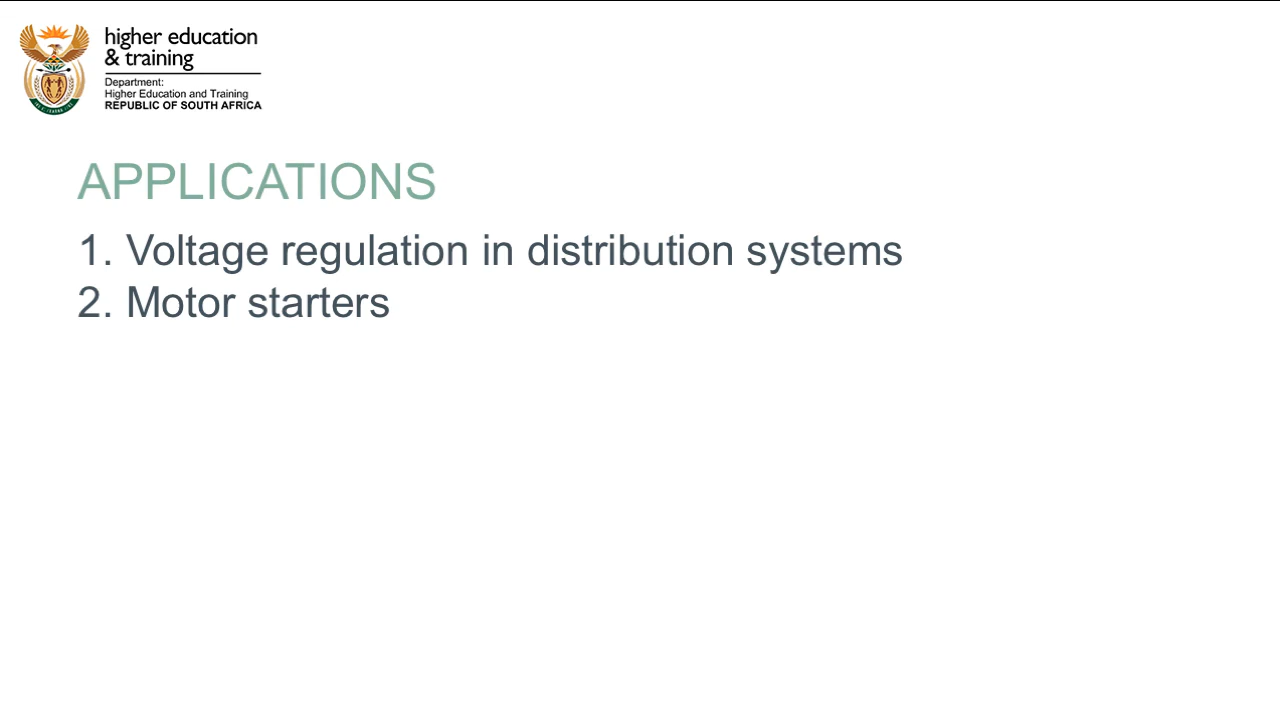 higher education
& training
Department:
Higher Education and Training
REPUBLIC OF SOUTH AFRICA
APPLICATIONS
1. Voltage regulation in distribution systems
2. Motor starters